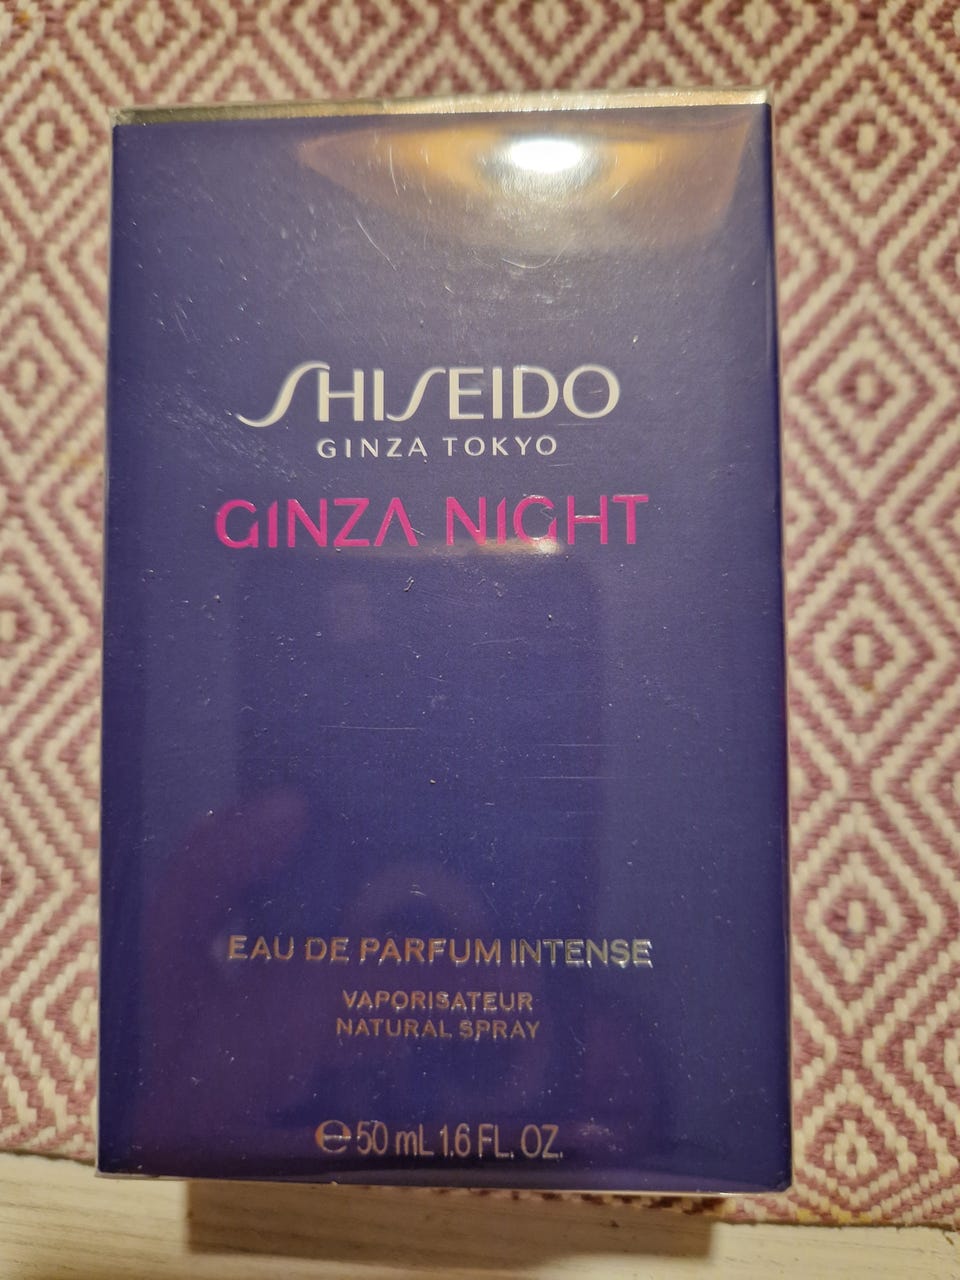 SHISEIDO
GINZA TOKYO
GINZA NIGHT
EAU DE PARFUM INTENSE
VAPORISATEUR
NATURAL SPRAY
℮ 50 mL 1.6 FL. OZ.